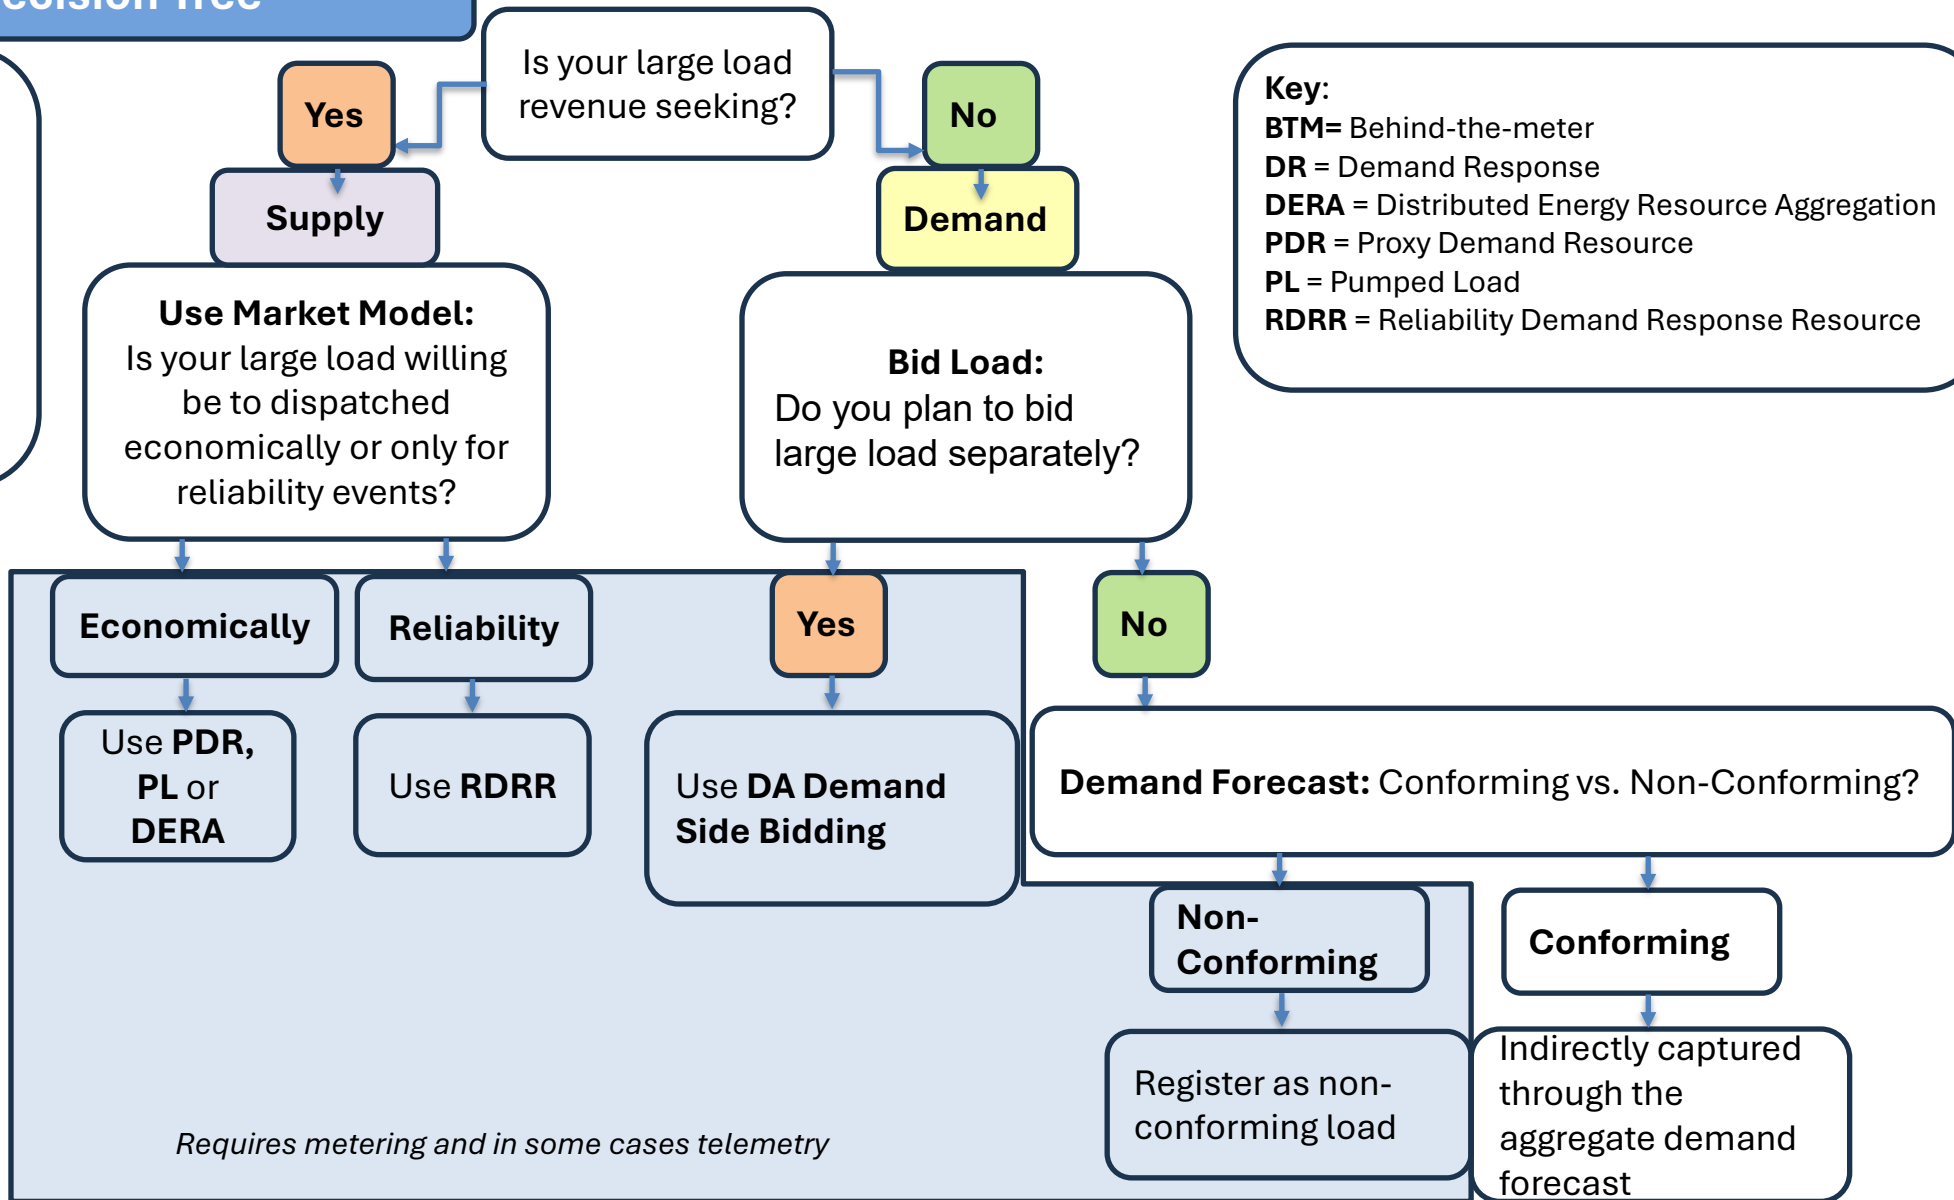 Is your large load
revenue seeking?
Yes
No
Supply
Demand
Key:
BTM= Behind-the-meter
DR = Demand Response
DERA = Distributed Energy Resource Aggregation
PDR = Proxy Demand Resource
PL = Pumped Load
RDRR = Reliability Demand Response Resource
Use Market Model:
Is your large load willing
be to dispatched
economically or only for
reliability events?
Bid Load:
Do you plan to bid
large load separately?
Economically
Reliability
Yes
No
Use PDR,
PL or
DERA
Use RDRR
Use DA Demand
Side Bidding
Demand Forecast: Conforming vs. Non-Conforming?
Non-
Conforming
Conforming
Register as non-
conforming load
Indirectly captured
through the
aggregate demand
forecast
Requires metering and in some cases telemetry